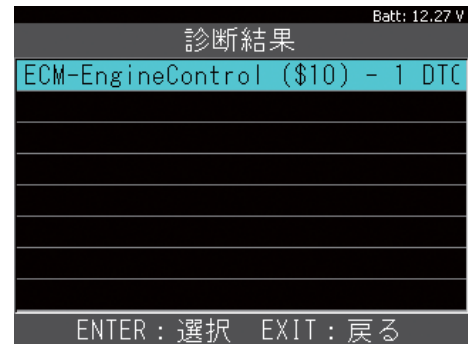 Batt: 12.27 V
診断結果
ECM-EngineControl ($10) - 1 DTC
ENTER：選択 EXIT：戻る